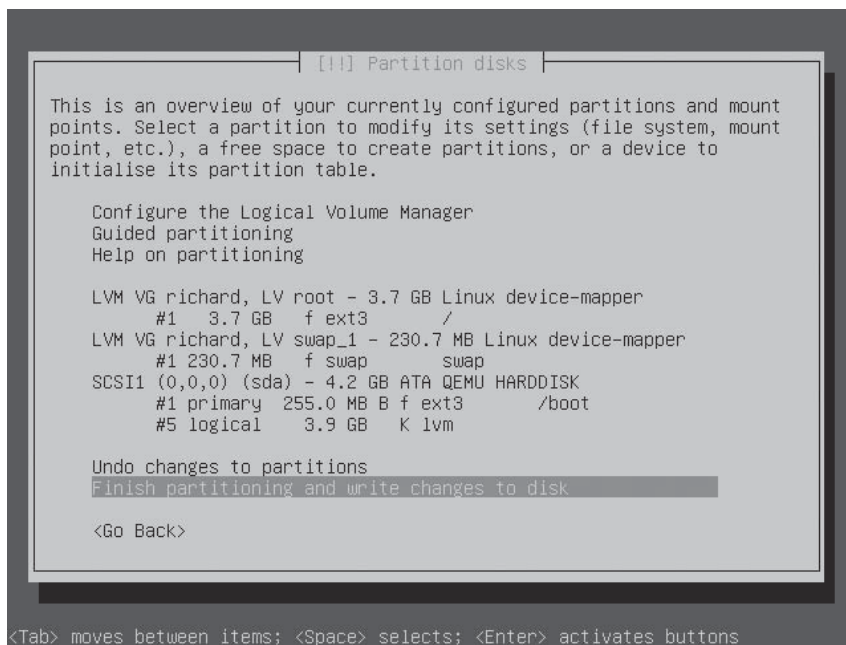 [!!] Partition disks
This is an overview of your currently configured partitions and mount
points. Select a partition to modify its settings (file system, mount
point, etc.), a free space to create partitions, or a device to
initialise its partition table.
Configure the Logical Volume Manager
Guided partitioning
Help on partitioning
LVM VG richard, LV root - 3.7 GB Linux device-mapper
#1 3.7 GB f ext3 /
LVM VG richard, LV swap_1 - 230.7 MB Linux device-mapper
#1 230.7 MB f swap swap
SCSI1 (0,0,0) (sda) - 4.2 GB ATA QEMU HARDDISK
#1 primary 255.0 MB B f ext3 /boot
#5 logical 3.9 GB K lvm
Undo changes to partitions
Finish partitioning and write changes to disk
<Go Back>
<Tab> moves between items; <Space> selects; <Enter> activates buttons